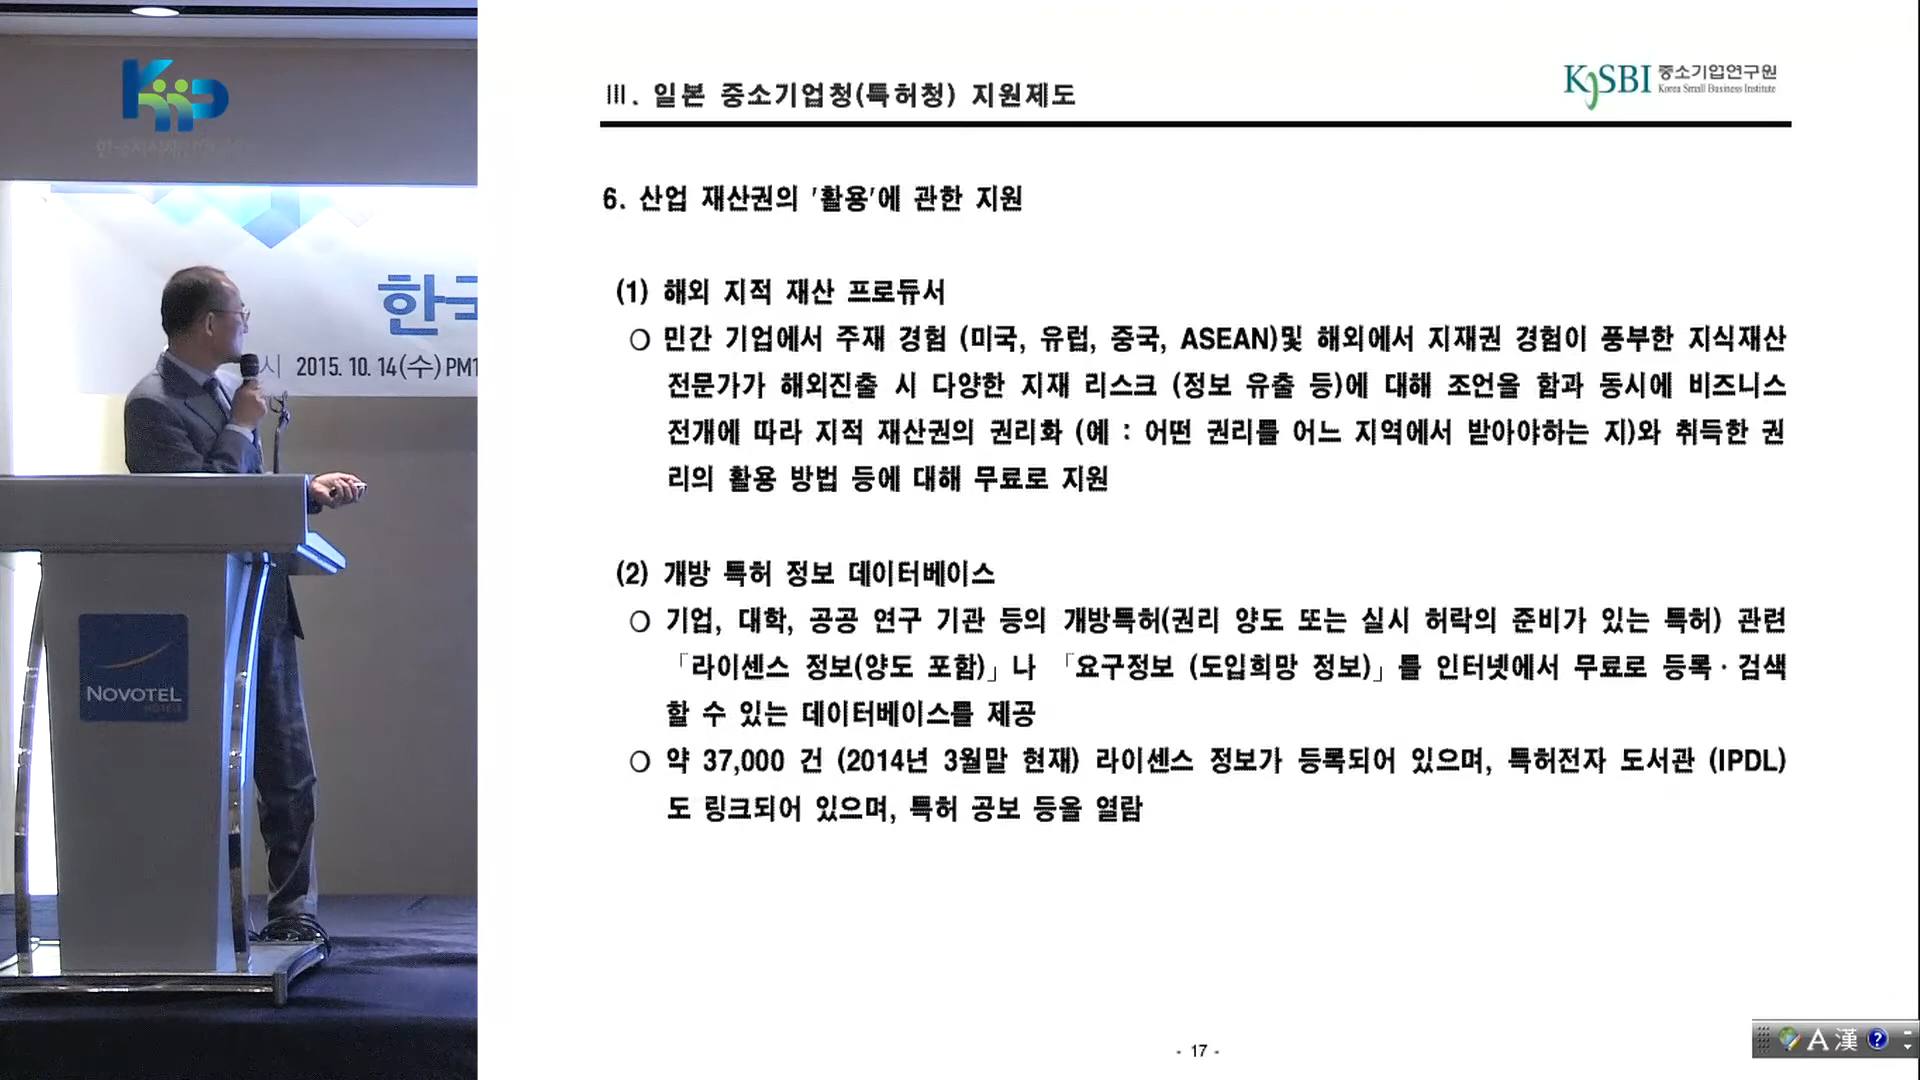 한국
시 2015. 10. 14(수) PM1
NOVOTEL
HOTELS
Ⅲ. 일본 중소기업청(특허청) 지원제도
KOSBI 중소기업연구원
Korea Small Business Institute
6. 산업 재산권의 '활용'에 관한 지원
(1) 해외 지적 재산 프로듀서
○ 민간 기업에서 주재 경험 (미국, 유럽, 중국, ASEAN)및 해외에서 지재권 경험이 풍부한 지식재산
전문가가 해외진출 시 다양한 지재 리스크 (정보 유출 등)에 대해 조언을 함과 동시에 비즈니스
전개에 따라 지적 재산권의 권리화 (예 : 어떤 권리를 어느 지역에서 받아야하는 지)와 취득한 권
리의 활용 방법 등에 대해 무료로 지원
(2) 개방 특허 정보 데이터베이스
○ 기업, 대학, 공공 연구 기관 등의 개방특허(권리 양도 또는 실시 허락의 준비가 있는 특허) 관련
「라이센스 정보(양도 포함)」나 「요구정보 (도입희망 정보)」를 인터넷에서 무료로 등록·검색
할 수 있는 데이터베이스를 제공
○ 약 37,000 건 (2014년 3월말 현재) 라이센스 정보가 등록되어 있으며, 특허전자 도서관 (IPDL)
도 링크되어 있으며, 특허 공보 등을 열람
- 17 -
A 漢 ?